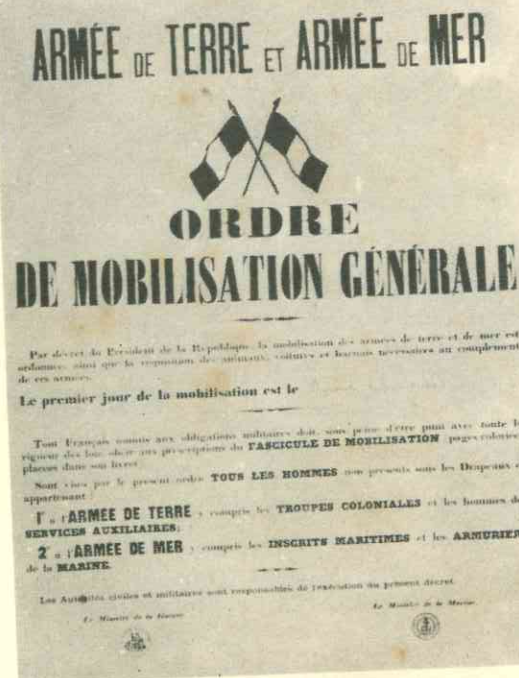 ARMÉE DE TERRE ET ARMÉE DE MER
ORDRE
DE MOBILISATION GÉNÉRALE
Par décret du Président de la République, la mobilisation des armées de terre et de mer est
ordonnée, ainsi que la réquisition des animaux, voitures et harnais nécessaires au complément
de ces armées.
Le premier jour de la mobilisation est le
Tout Français soumis aux obligations militaires doit, sous peine d'être puni avec toute la
rigueur des lois, obéir aux prescriptions du FASCICULE DE MOBILISATION pages coloriées
placées dans son livret
Sont visés par le présent ordre TOUS LES HOMMES non présents sous les Drapeaux et
appartenant :
1° à l'ARMÉE DE TERRE y compris les TROUPES COLONIALES et les hommes des
SERVICES AUXILIAIRES;
2° à l'ARMÉE DE MER y compris les INSCRITS MARITIMES et les ARMURIERS
de la MARINE.
Les Autorités civiles et militaires sont responsables de l'exécution du présent décret.
Le Ministre de la Guerre
Le Ministre de la Marine